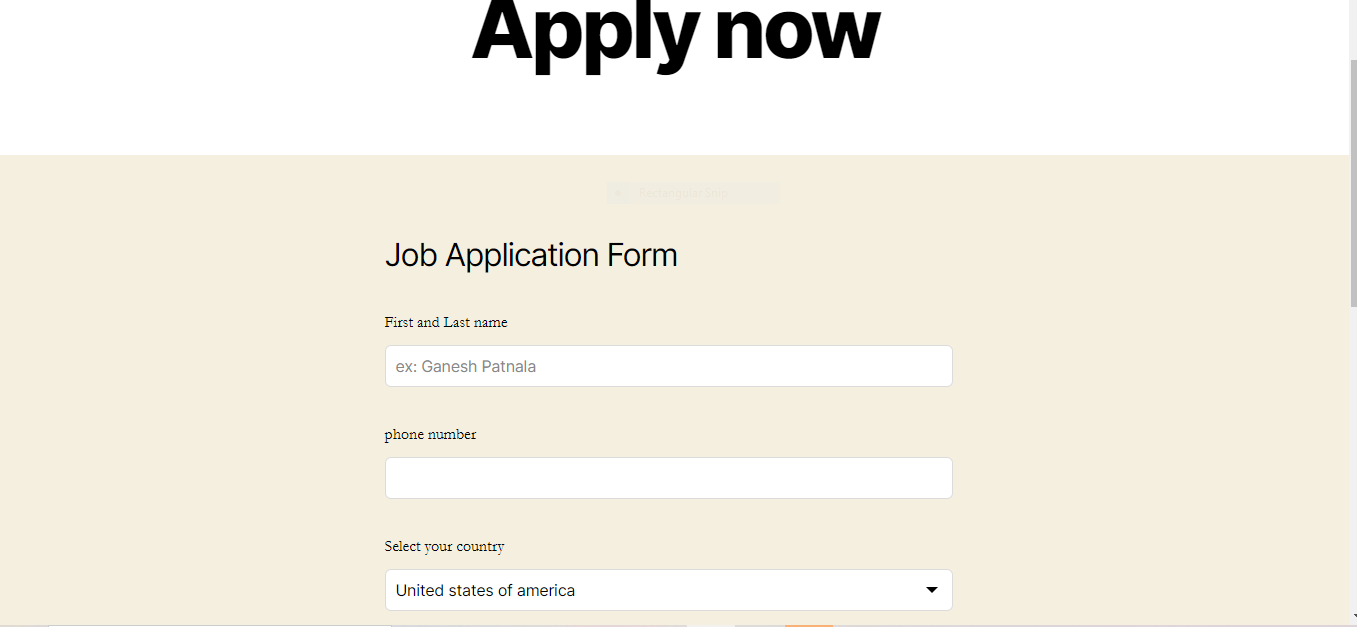 Apply now
Rectangular Snip
Job Application Form
First and Last name
ex: Ganesh Patnala
phone number
Select your country
United states of america